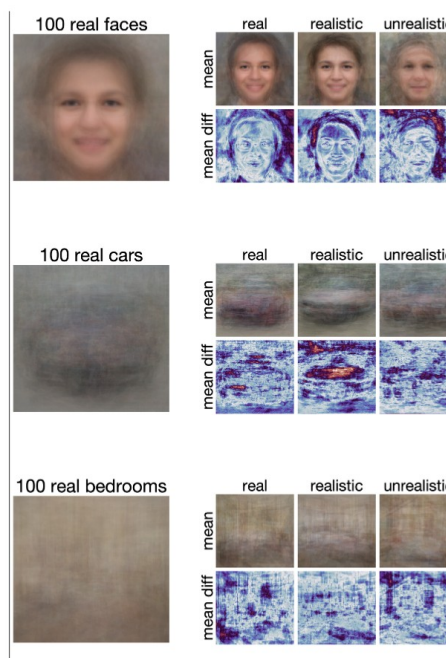 100 real faces
real realistic unrealistic
mean
mean diff
100 real cars
real realistic unrealistic
mean
mean diff
100 real bedrooms
real realistic unrealistic
mean
mean diff